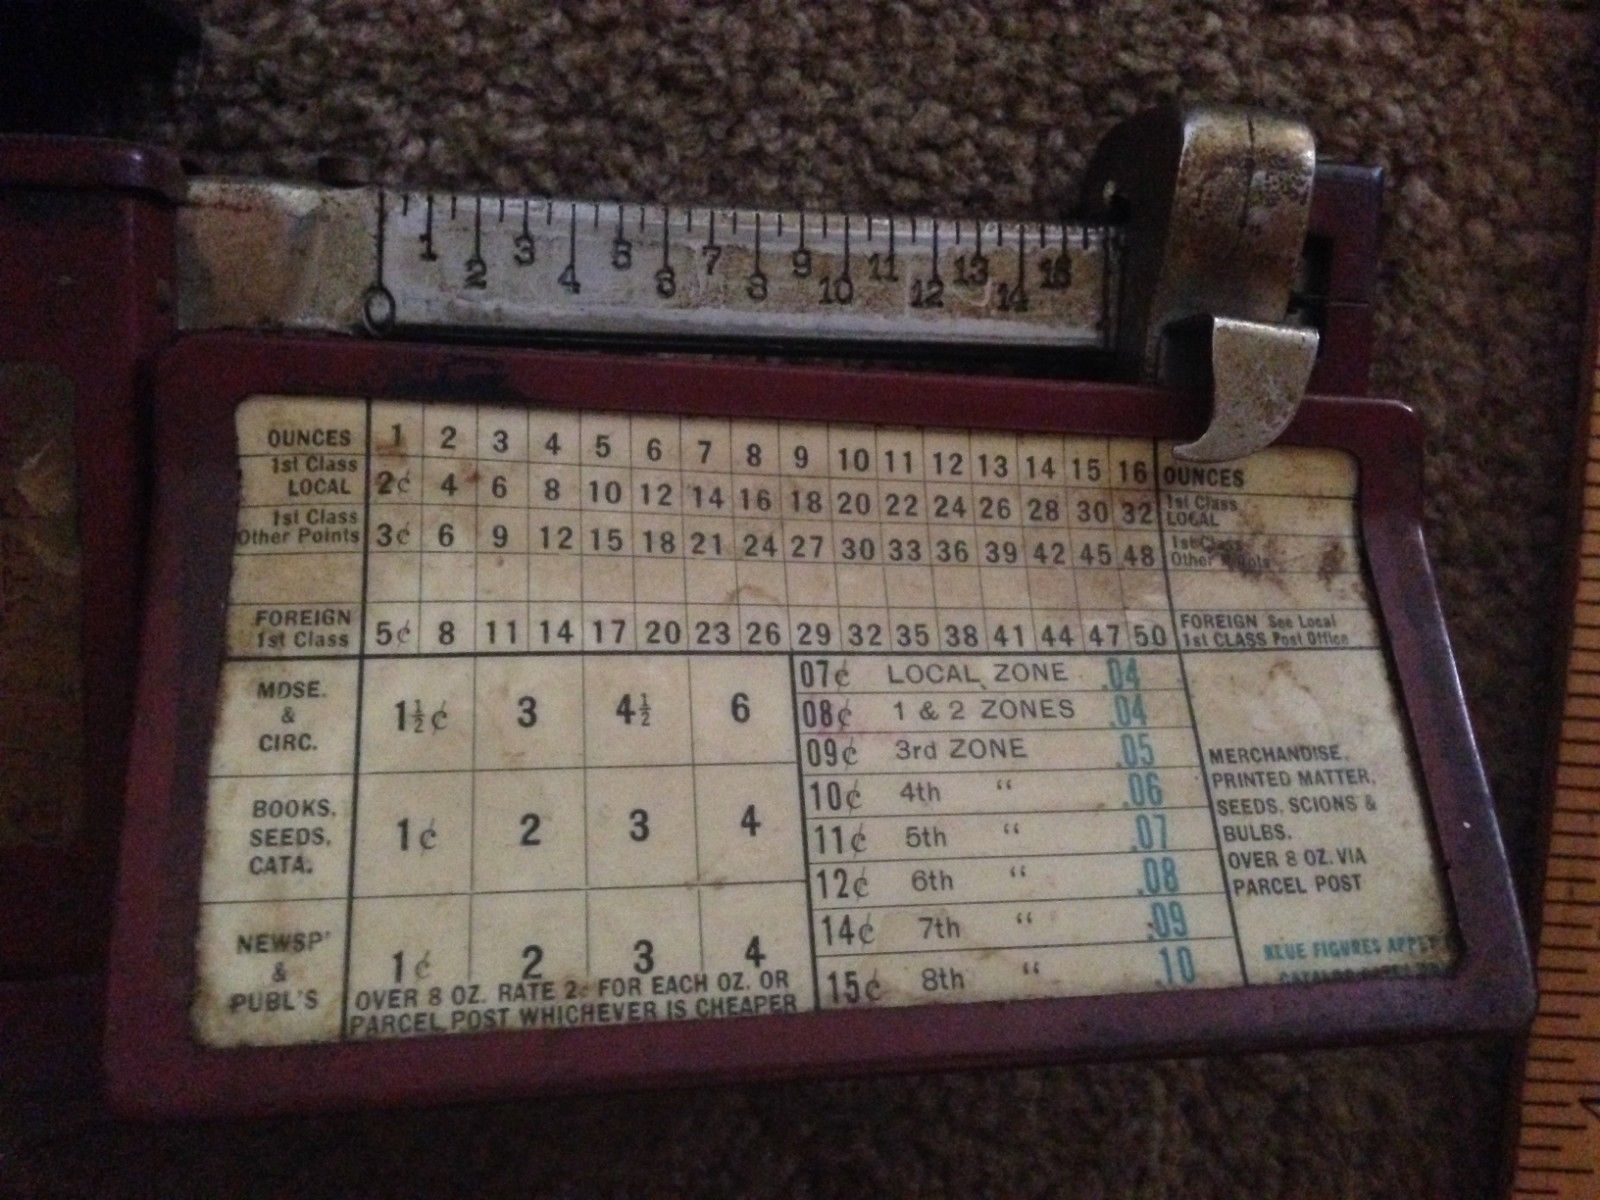 0 1 2 3 4 5 6 7 8 9 10 11 12 13 14 15
OUNCES 1 2 3 4 5 6 7 8 9 10 11 12 13 14 15 16 OUNCES
1st Class LOCAL 2¢ 4 6 8 10 12 14 16 18 20 22 24 26 28 30 32 1st Class LOCAL
1st Class Other Points 3¢ 6 9 12 15 18 21 24 27 30 33 36 39 42 45 48 1st Class Other Points
FOREIGN 1st Class 5¢ 8 11 14 17 20 23 26 29 32 35 38 41 44 47 50 FOREIGN See Local 1st CLASS Post Office
MDSE. & CIRC. 1½¢ 3 4½ 6
BOOKS, SEEDS, CATA. 1¢ 2 3 4
NEWSP' & PUBL'S 1¢ 2 3 4
OVER 8 OZ. RATE 2¢ FOR EACH OZ. OR
PARCEL POST WHICHEVER IS CHEAPER
07¢ LOCAL ZONE .04
08¢ 1 & 2 ZONES .04
09¢ 3rd ZONE .05
10¢ 4th “ .06
11¢ 5th “ .07
12¢ 6th “ .08
14¢ 7th “ .09
15¢ 8th “ .10
MERCHANDISE,
PRINTED MATTER,
SEEDS, SCIONS &
BULBS.
OVER 8 OZ. VIA
PARCEL POST
BLUE FIGURES APPLY
CATALOG